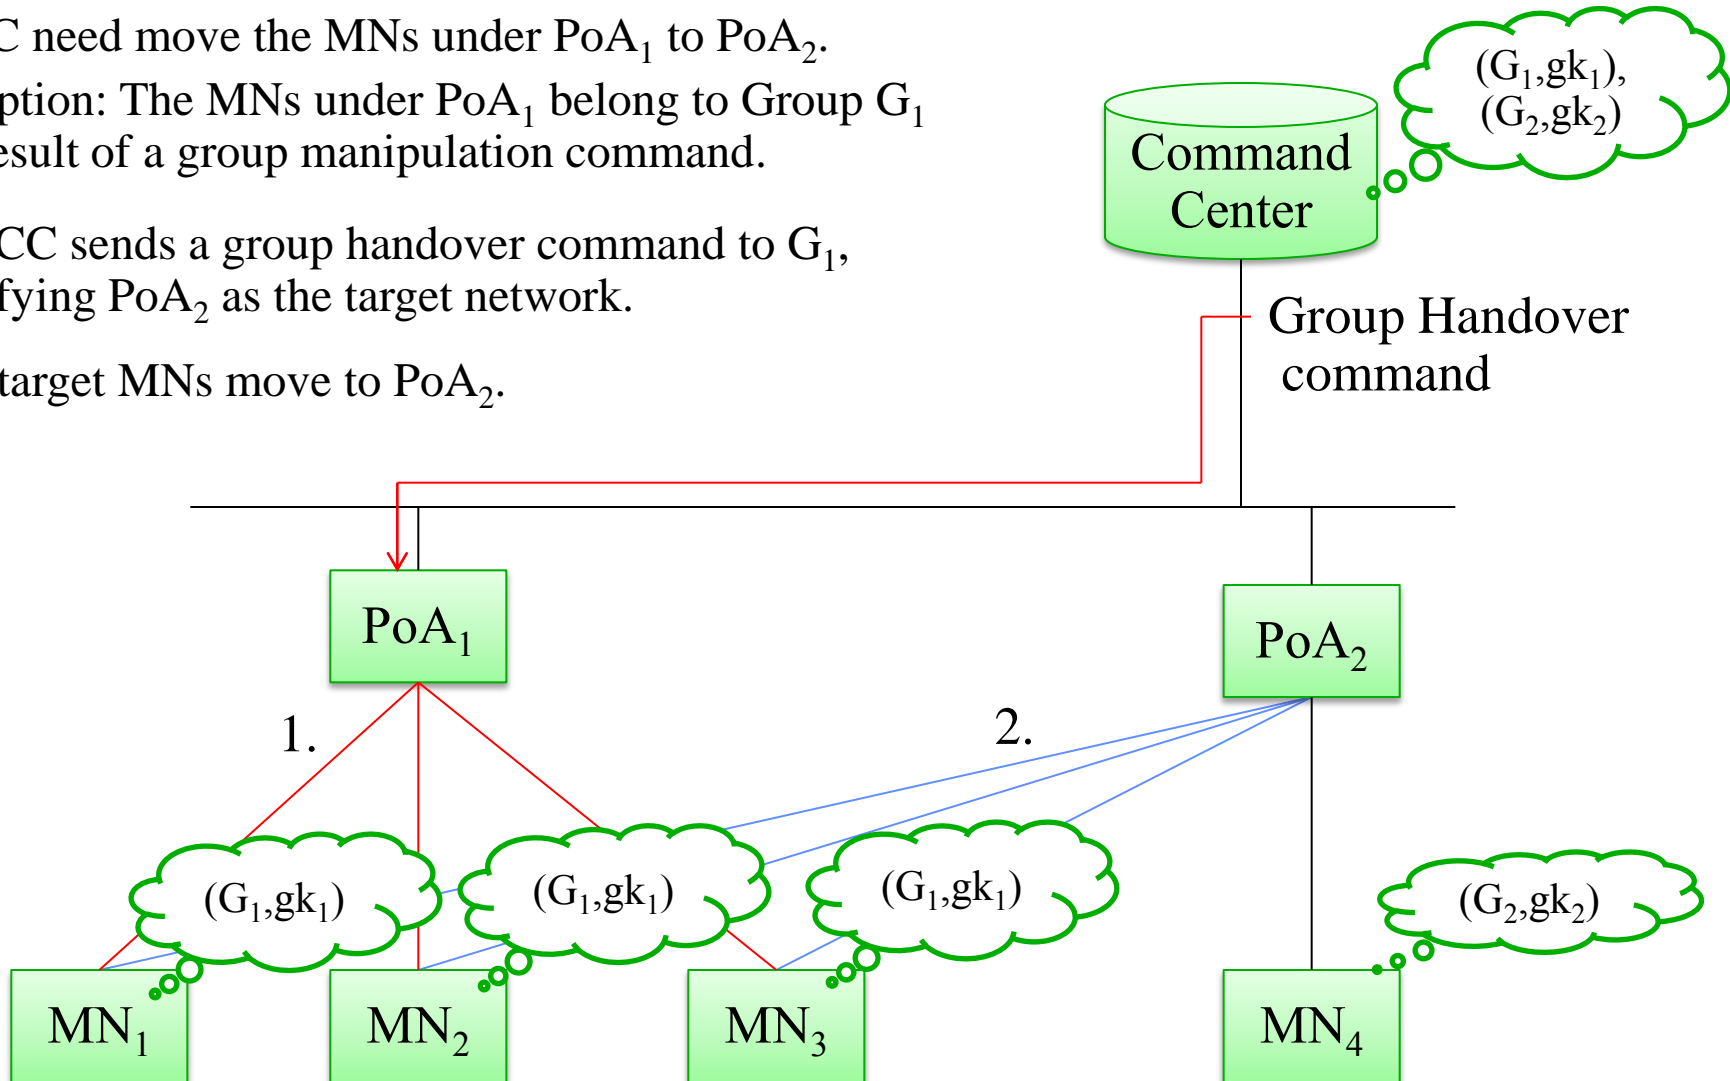 C need move the MNs under PoA₁ to PoA₂.
ption: The MNs under PoA₁ belong to Group G₁
esult of a group manipulation command.
CC sends a group handover command to G₁,
fying PoA₂ as the target network.
target MNs move to PoA₂.
(G₁,gk₁),
(G₂,gk₂)
Command
Center
Group Handover
command
PoA₁
PoA₂
1.
2.
(G₁,gk₁)
(G₁,gk₁)
(G₁,gk₁)
(G₂,gk₂)
MN₁
MN₂
MN₃
MN₄